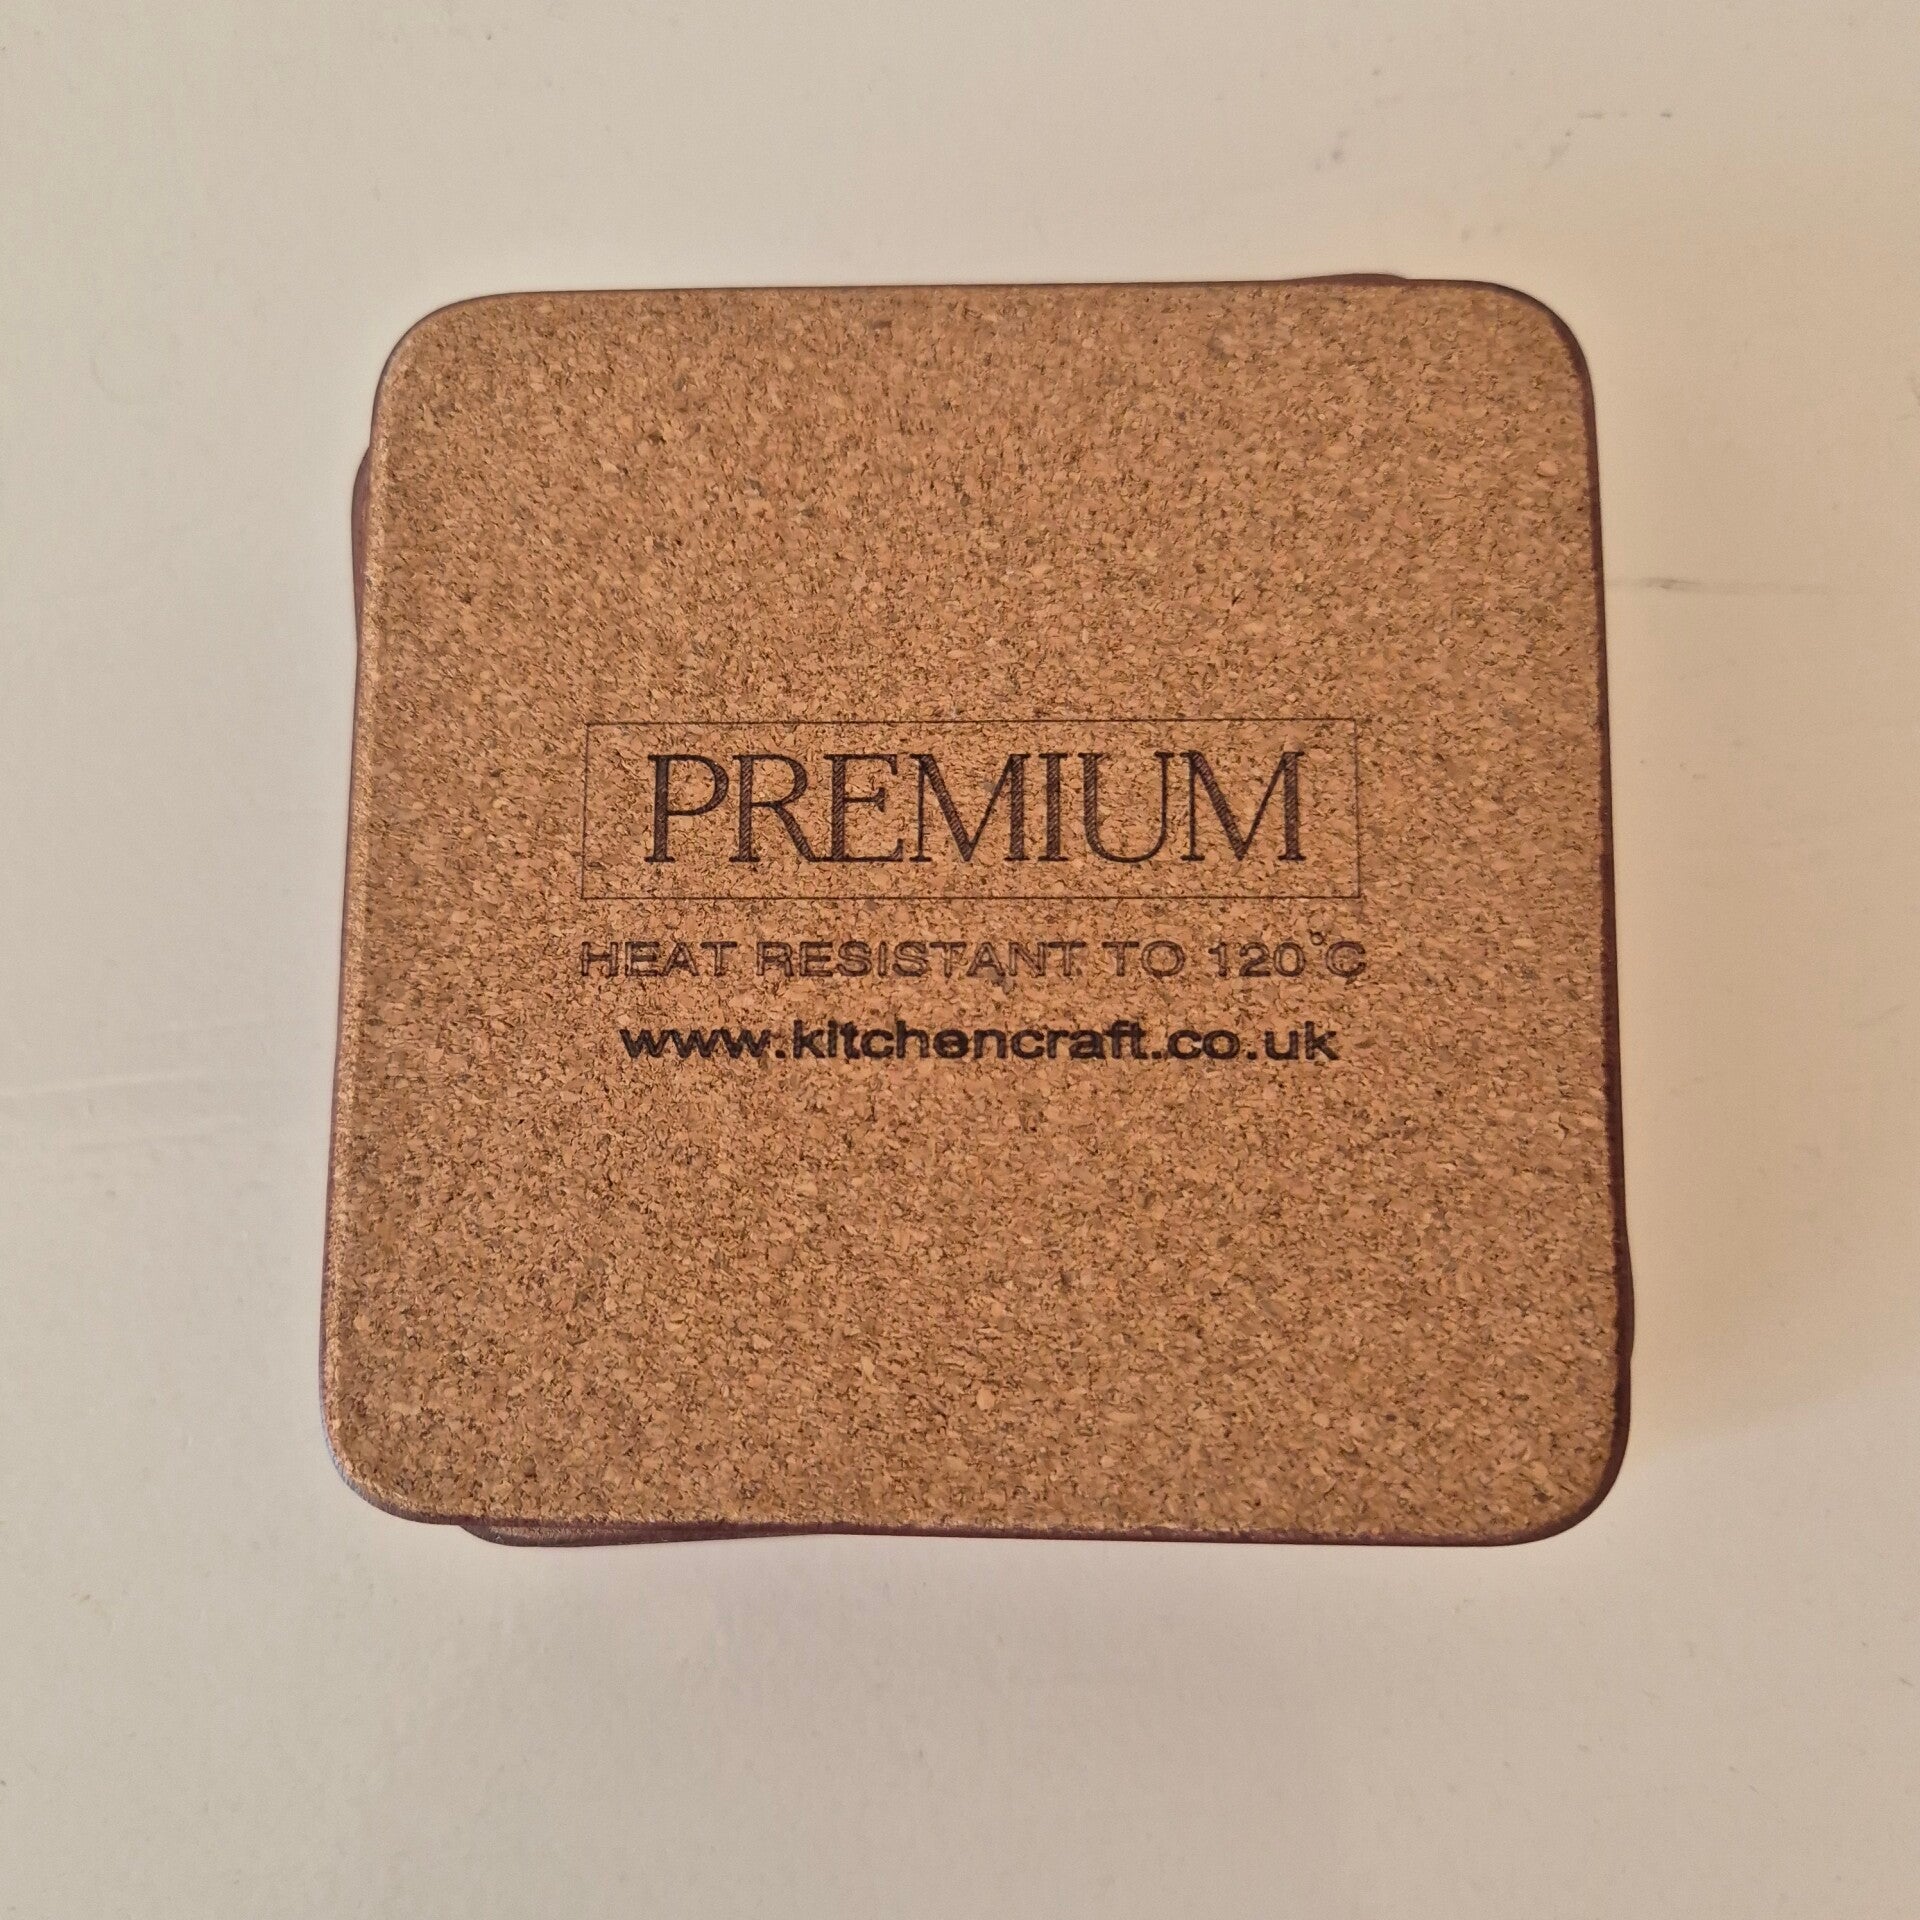 PREMIUM
HEAT RESISTANT TO 120°C
www.kitchencraft.co.uk